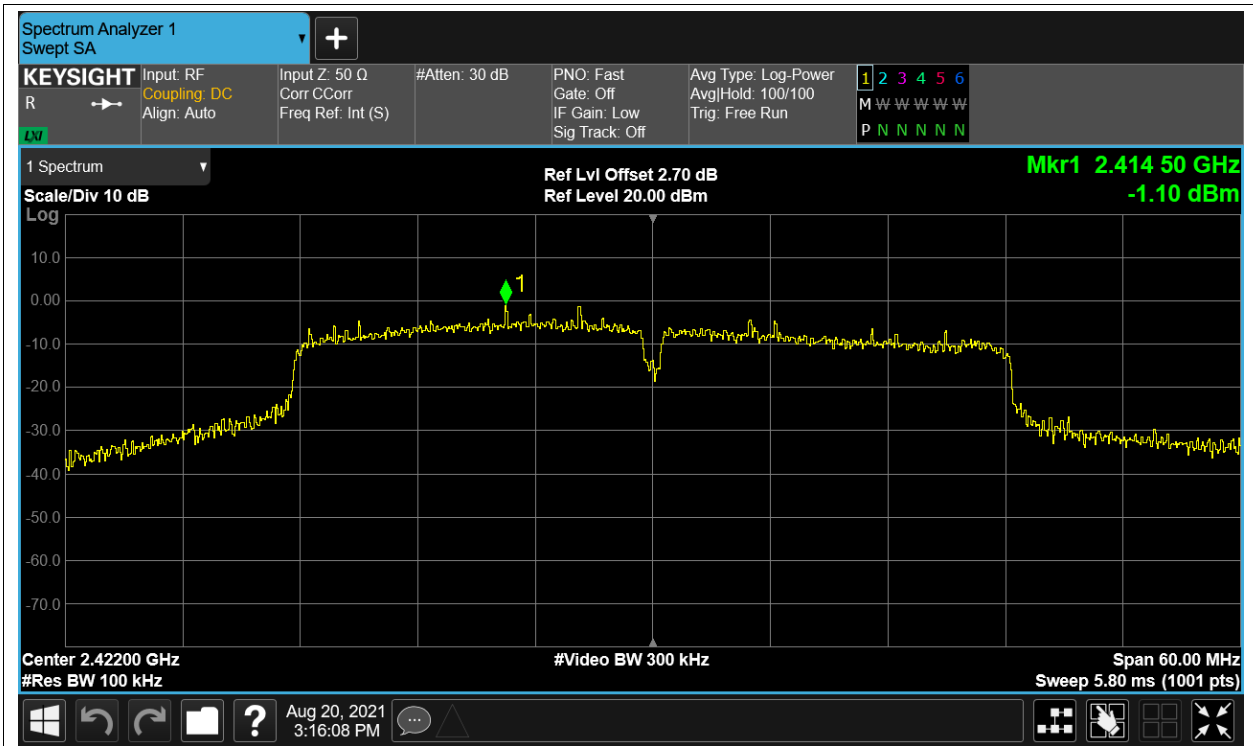 Spectrum Analyzer 1
Swept SA
KEYSIGHT
R
LXI
Input: RF
Coupling: DC
Align: Auto
Input Z: 50 Ω
Corr CCorr
Freq Ref: Int (S)
#Atten: 30 dB
PNO: Fast
Gate: Off
IF Gain: Low
Sig Track: Off
Avg Type: Log-Power
Avg|Hold: 100/100
Trig: Free Run
1 2 3 4 5 6
M W W W W W
P N N N N N
1 Spectrum
Scale/Div 10 dB
Log
Ref Lvl Offset 2.70 dB
Ref Level 20.00 dBm
Mkr1 2.414 50 GHz
-1.10 dBm
1
10.0
0.00
-10.0
-20.0
-30.0
-40.0
-50.0
-60.0
-70.0
Center 2.42200 GHz
#Res BW 100 kHz
#Video BW 300 kHz
Span 60.00 MHz
Sweep 5.80 ms (1001 pts)
?
Aug 20, 2021
3:16:08 PM